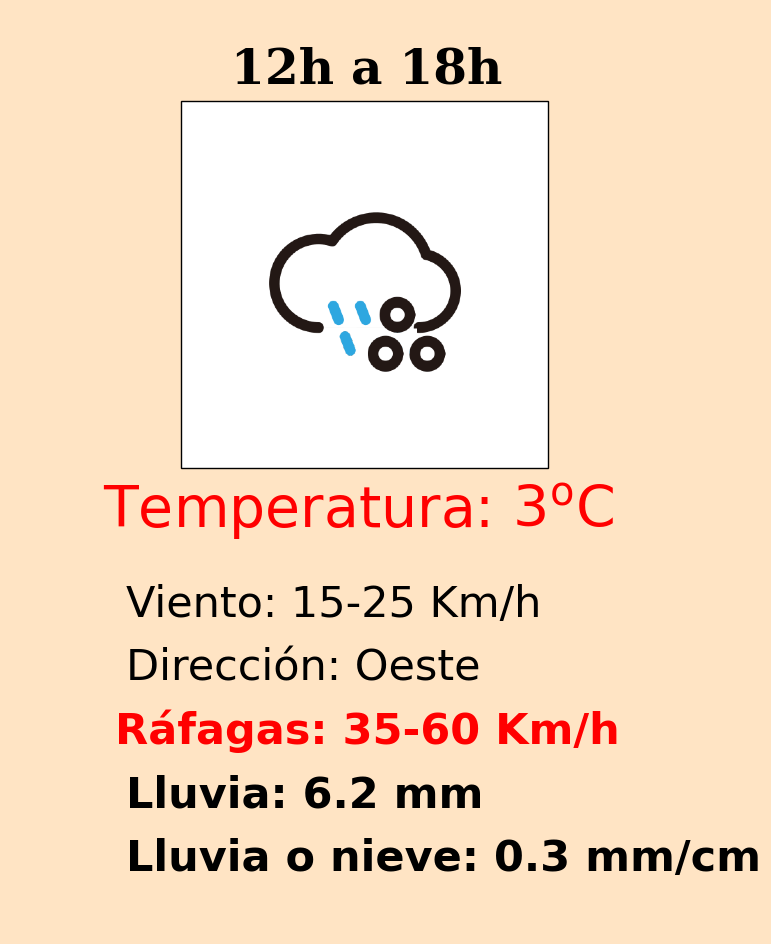 12h a 18h
Temperatura: 3ºC
Viento: 15-25 Km/h
Dirección: Oeste
Ráfagas: 35-60 Km/h
Lluvia: 6.2 mm
Lluvia o nieve: 0.3 mm/cm